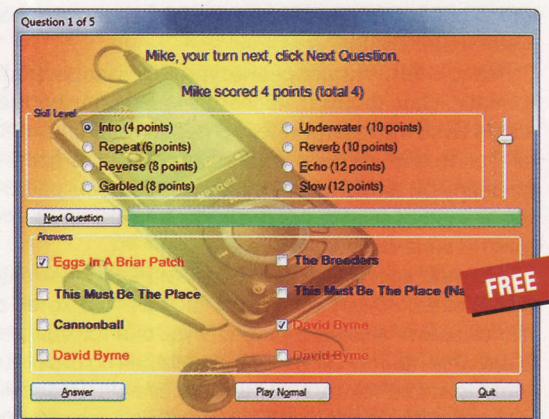 Question 1 of 5
Mike, your turn next, click Next Question.
Mike scored 4 points (total 4)
Skill Level
Intro (4 points)
Underwater (10 points)
Repeat (6 points)
Reverb (10 points)
Reverse (8 points)
Echo (12 points)
Garbled (8 points)
Slow (12 points)
Next Question
Answers
Eggs In A Briar Patch
The Breeders
This Must Be The Place
This Must Be The Place (Na
FREE
Cannonball
David Byrne
David Byrne
David Byrne
Answer
Play Normal
Quit